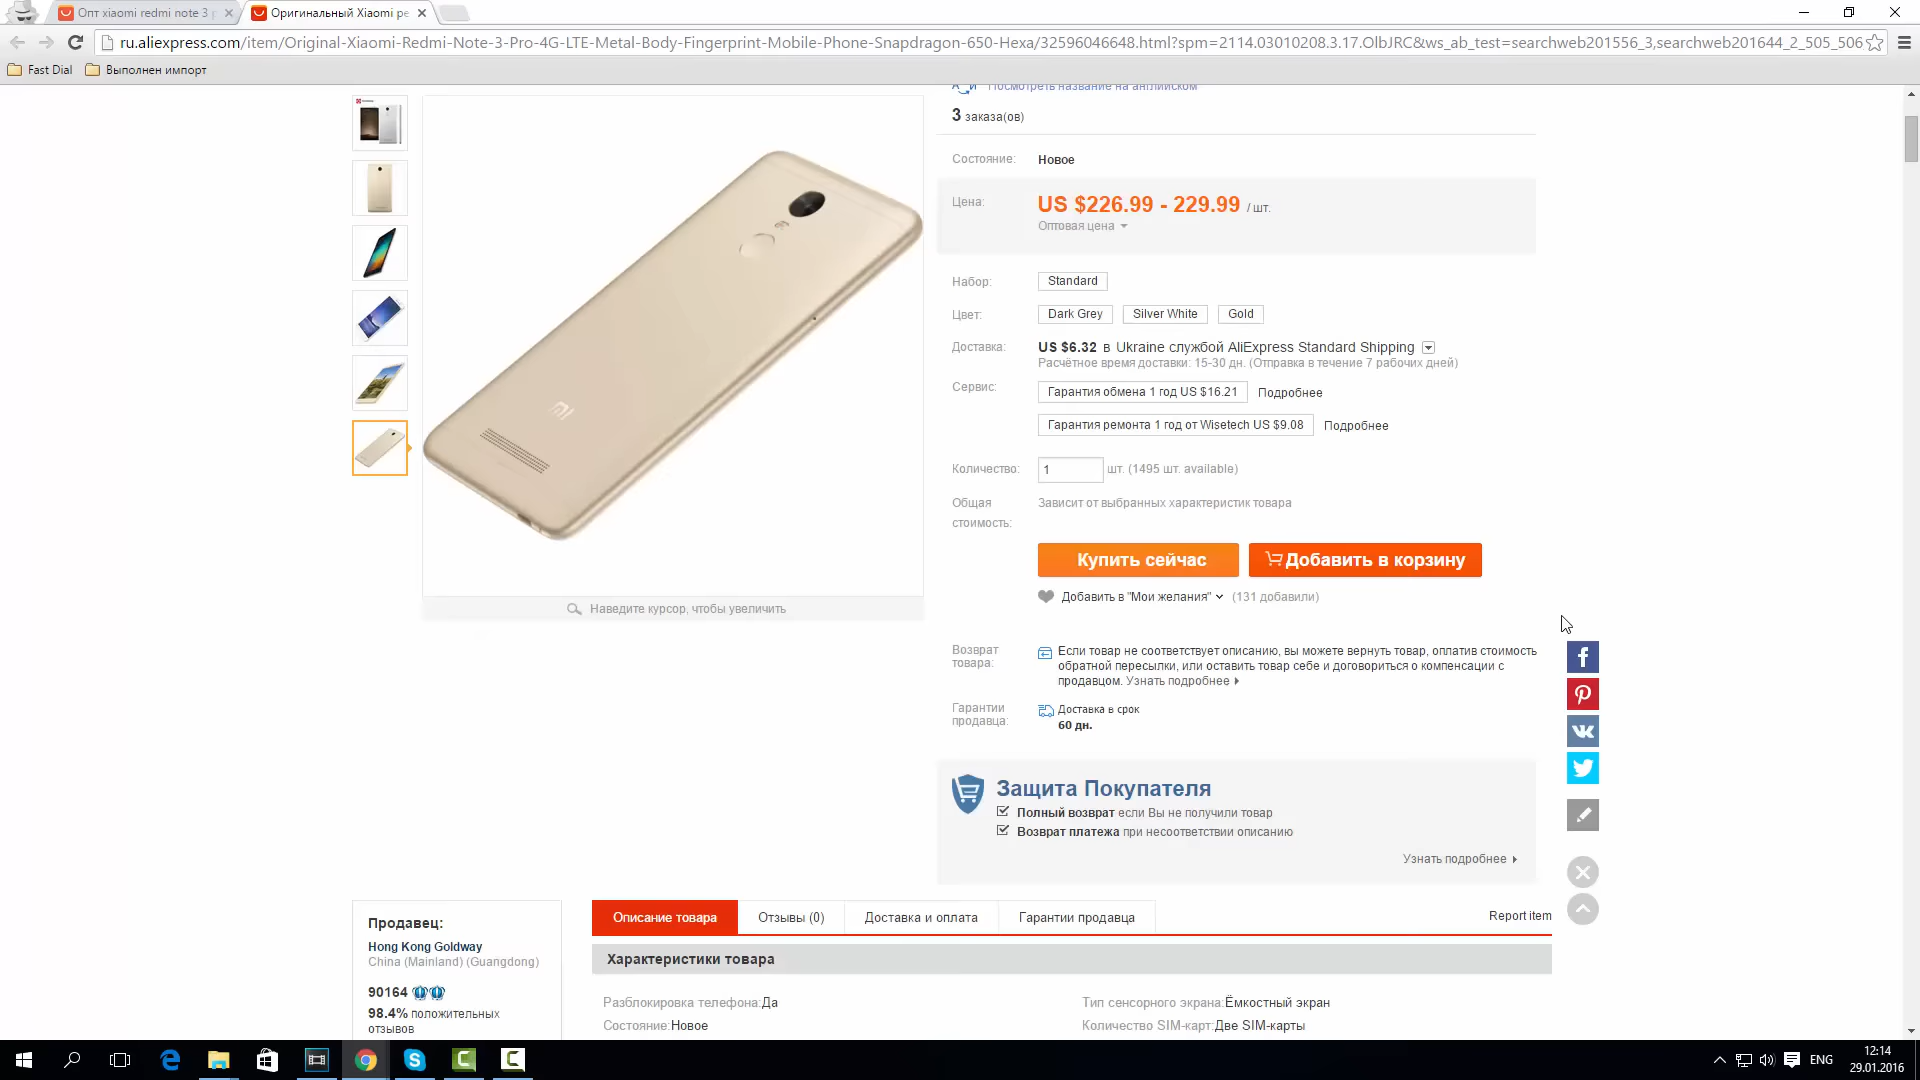 Опт xiaomi redmi note 3 p
Оригинальный Xiaomi ре
ru.aliexpress.com/item/Original-Xiaomi-Redmi-Note-3-Pro-4G-LTE-Metal-Body-Fingerprint-Mobile-Phone-Snapdragon-650-Hexa/32596046648.html?spm=2114.03010208.3.17.OlbJRC&ws_ab_test=searchweb201556_3,searchweb201644_2_505_506
Fast Dial
Выполнен импорт
Посмотреть название на английском
3 заказа(ов)
Состояние: Новое
Цена: US $226.99 - 229.99 / шт.
Оптовая цена
Набор: Standard
Цвет: Dark Grey Silver White Gold
Доставка: US $6.32 в Ukraine службой AliExpress Standard Shipping
Расчётное время доставки: 15-30 дн. (Отправка в течение 7 рабочих дней)
Сервис: Гарантия обмена 1 год US $16.21 Подробнее
Гарантия ремонта 1 год от Wisetech US $9.08 Подробнее
Количество: 1 шт. (1495 шт. available)
Общая стоимость: Зависит от выбранных характеристик товара
Купить сейчас
Добавить в корзину
Добавить в "Мои желания" (131 добавили)
Наведите курсор, чтобы увеличить
Возврат товара:
Если товар не соответствует описанию, вы можете вернуть товар, оплатив стоимость
обратной пересылки, или оставить товар себе и договориться о компенсации с
продавцом. Узнать подробнее
Гарантии продавца:
Доставка в срок
60 дн.
Защита Покупателя
Полный возврат если Вы не получили товар
Возврат платежа при несоответствии описанию
Узнать подробнее
Продавец:
Hong Kong Goldway
China (Mainland) (Guangdong)
90164
98.4% положительных
отзывов
Описание товара
Отзывы (0)
Доставка и оплата
Гарантии продавца
Report item
Характеристики товара
Разблокировка телефона:Да
Тип сенсорного экрана:Ёмкостный экран
Состояние:Новое
Количество SIM-карт:Две SIM-карты
ENG
12:14
29.01.2016